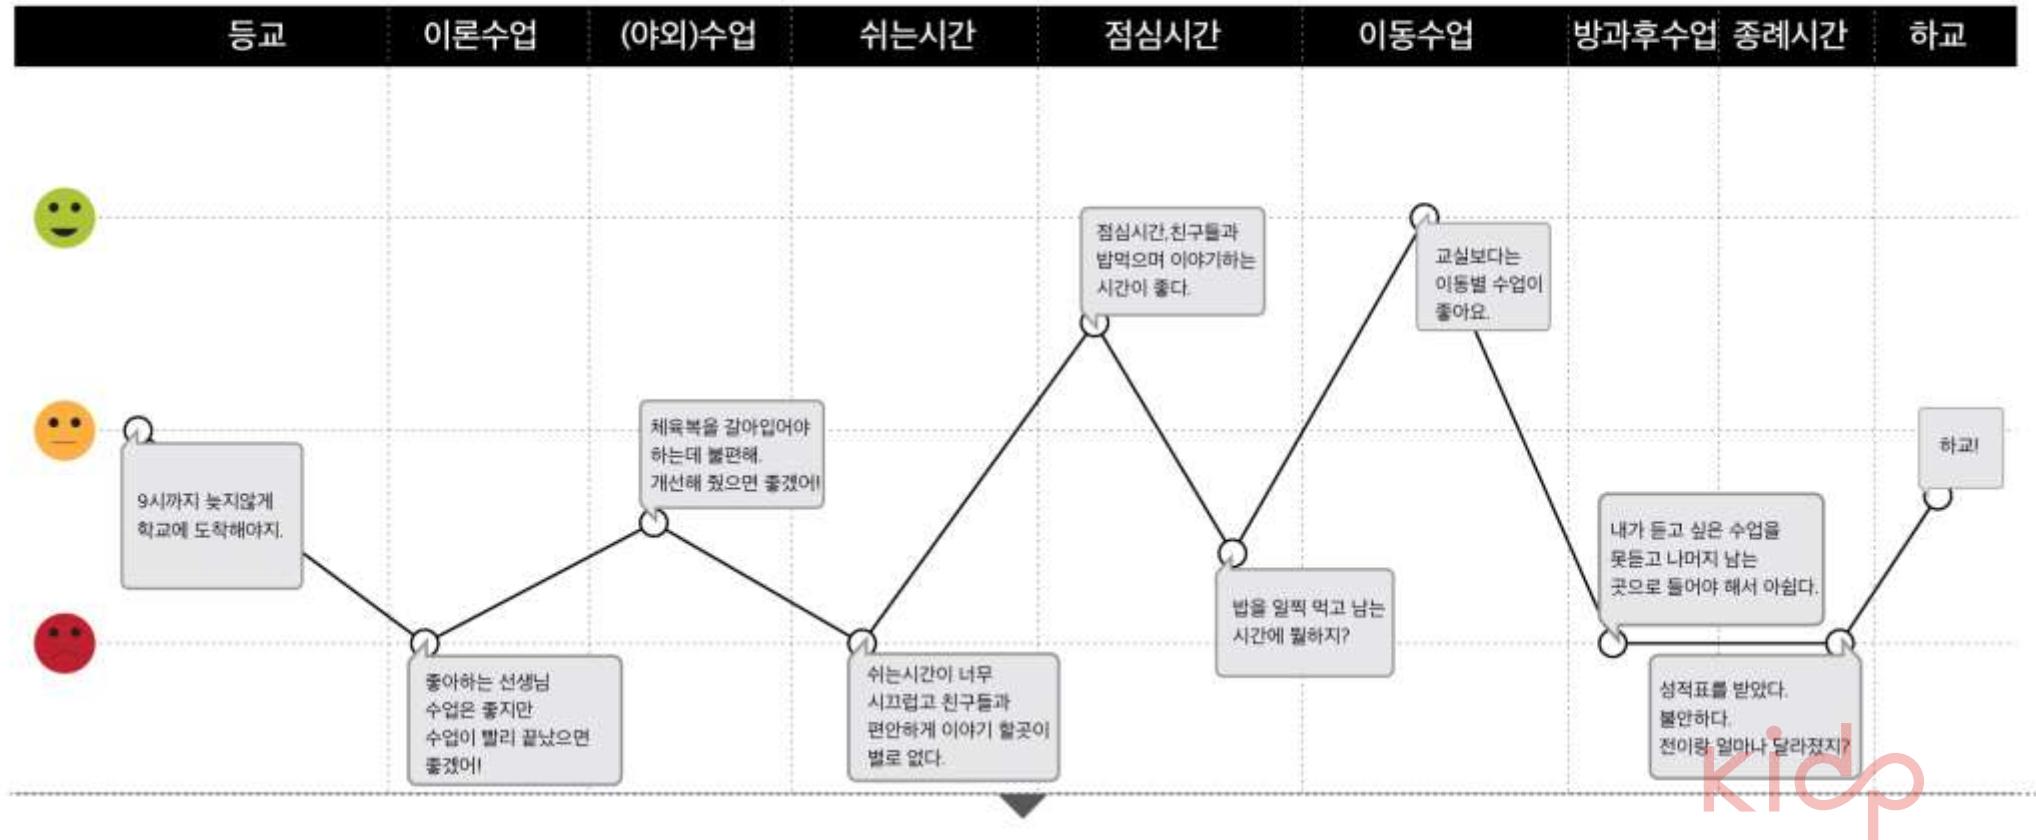 등교
이론수업
(야외)수업
쉬는시간
점심시간
이동수업
방과후수업
종례시간
하교
9시까지 늦지않게
학교에 도착해야지.
좋아하는 선생님
수업은 좋지만
수업이 빨리 끝났으면
좋겠어!
체육복을 갈아입어야
하는데 불편해.
개선해 줬으면 좋겠어!
쉬는시간이 너무
시끄럽고 친구들과
편안하게 이야기 할곳이
별로 없다.
점심시간,친구들과
밥먹으며 이야기하는
시간이 좋다.
밥을 일찍 먹고 남는
시간에 뭘하지?
교실보다는
이동별 수업이
좋아요.
내가 듣고 싶은 수업을
못듣고 나머지 남는
곳으로 들어야 해서 아쉽다.
성적표를 받았다.
불안하다.
전이랑 얼마나 달라졌지?
하교!
kidp